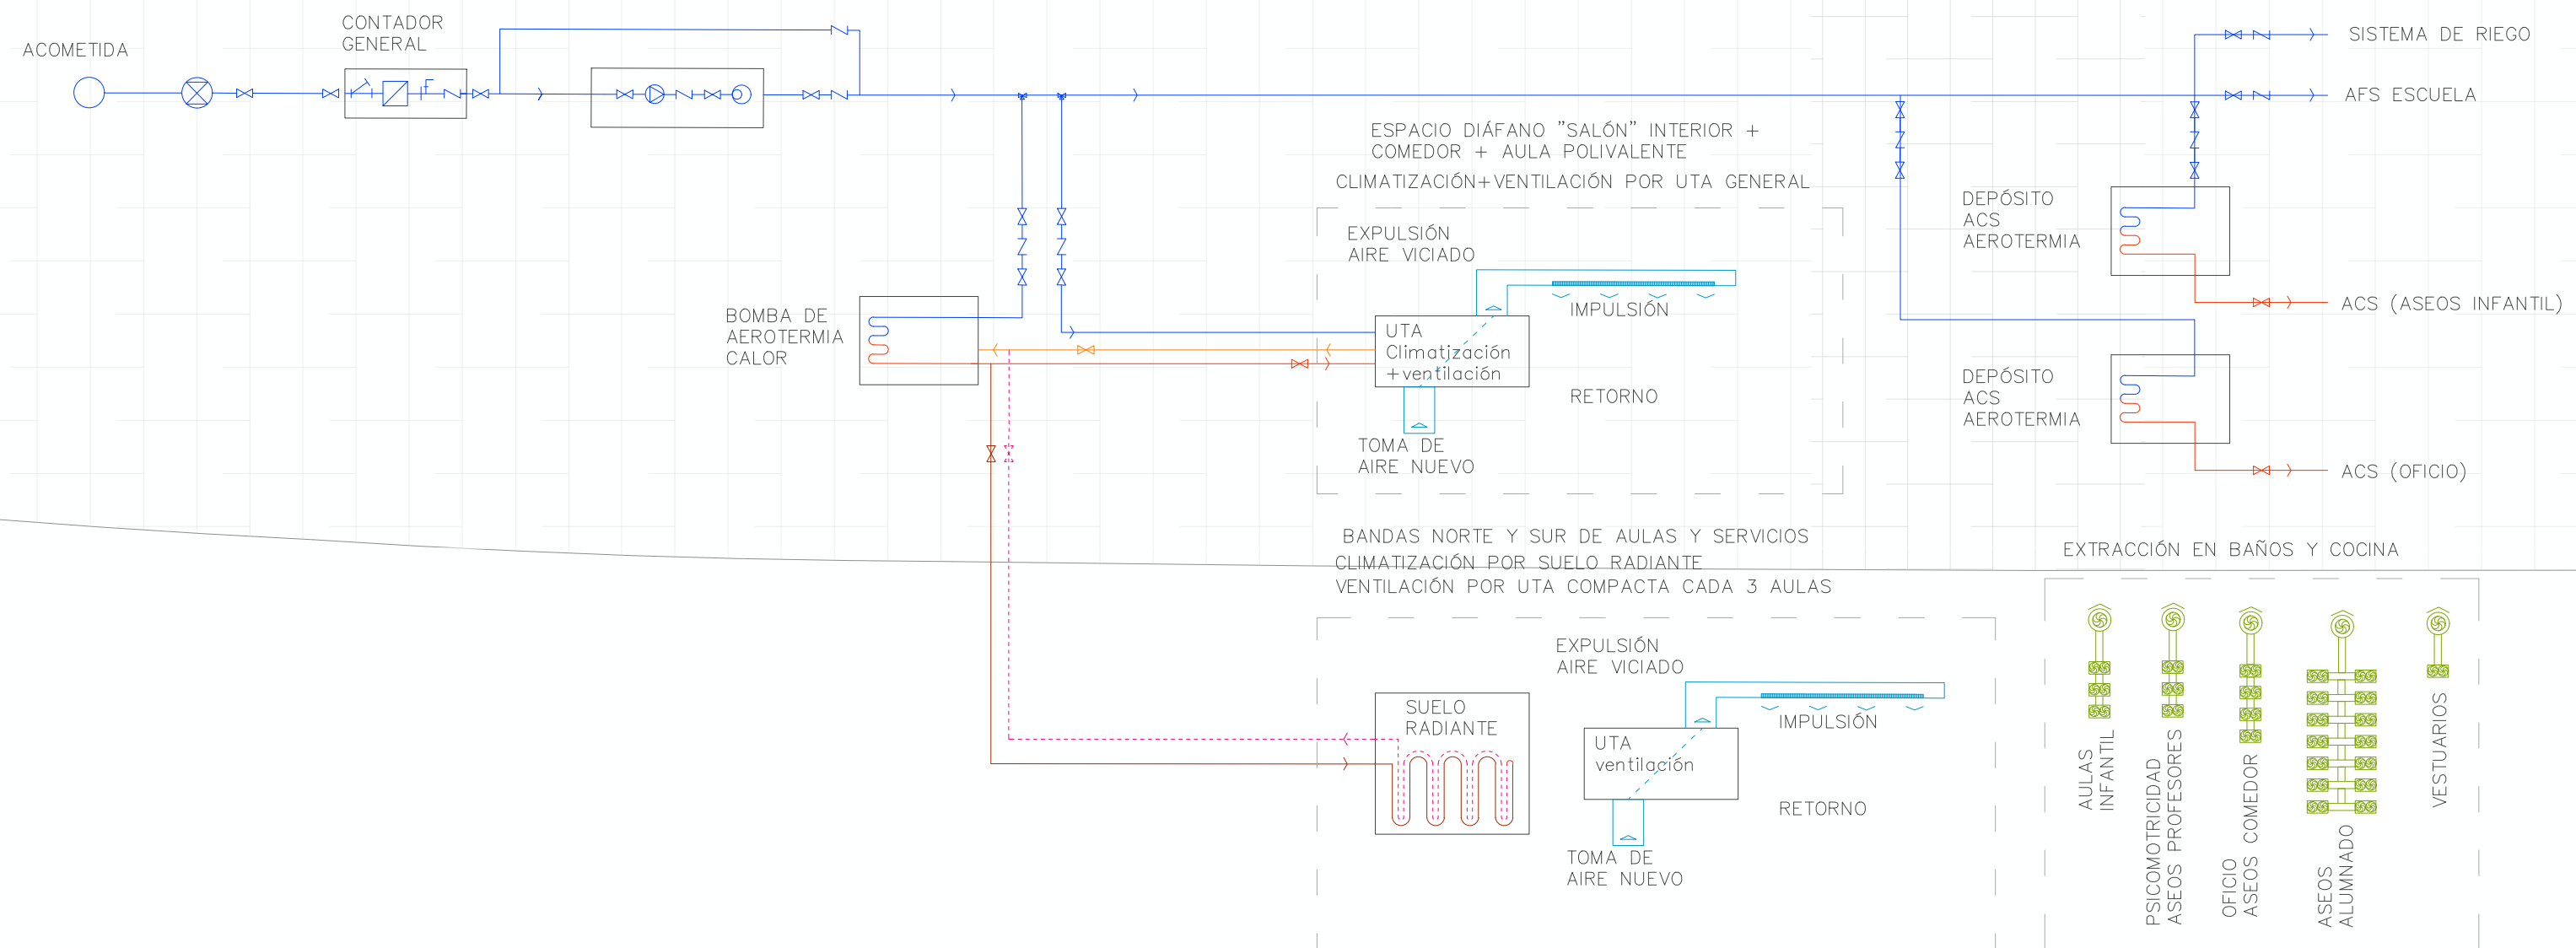 ACOMETIDA
CONTADOR
GENERAL
SISTEMA DE RIEGO
AFS ESCUELA
ESPACIO DIÁFANO "SALÓN" INTERIOR +
COMEDOR + AULA POLIVALENTE
CLIMATIZACIÓN+VENTILACIÓN POR UTA GENERAL
EXPULSIÓN
AIRE VICIADO
IMPULSIÓN
UTA
Climatización
+ventilación
RETORNO
TOMA DE
AIRE NUEVO
BOMBA DE
AEROTERMIA
CALOR
DEPÓSITO
ACS
AEROTERMIA
ACS (ASEOS INFANTIL)
DEPÓSITO
ACS
AEROTERMIA
ACS (OFICIO)
BANDAS NORTE Y SUR DE AULAS Y SERVICIOS
CLIMATIZACIÓN POR SUELO RADIANTE
VENTILACIÓN POR UTA COMPACTA CADA 3 AULAS
EXPULSIÓN
AIRE VICIADO
SUELO
RADIANTE
IMPULSIÓN
UTA
ventilación
RETORNO
TOMA DE
AIRE NUEVO
EXTRACCIÓN EN BAÑOS Y COCINA
AULAS
INFANTIL
PSICOMOTRICIDAD
ASEOS PROFESORES
OFICIO
ASEOS COMEDOR
ASEOS
ALUMNADO
VESTUARIOS